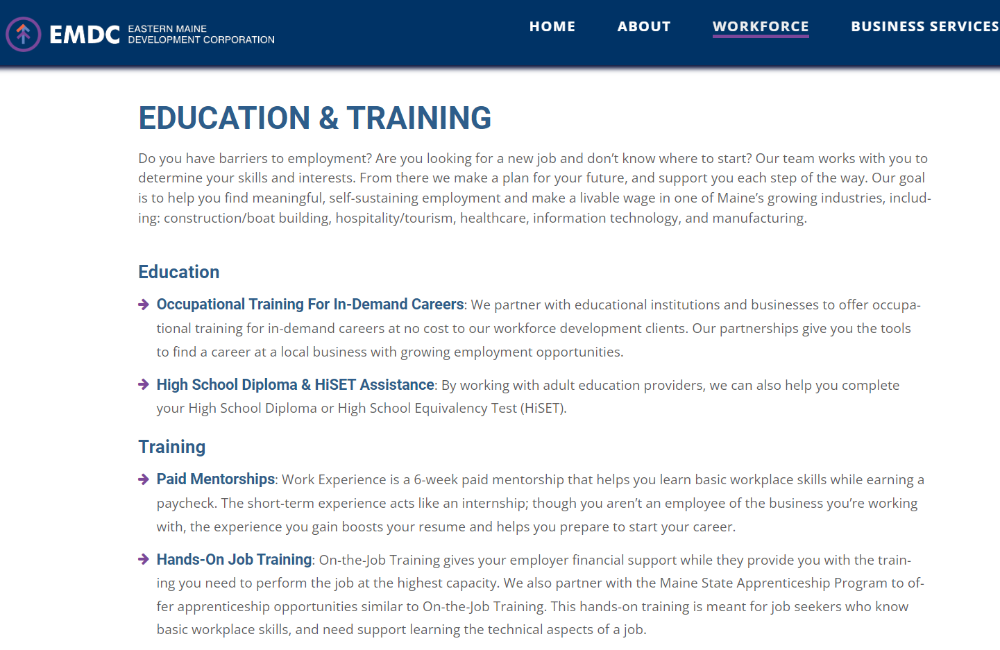 EMDC EASTERN MAINE
DEVELOPMENT CORPORATION
HOME ABOUT WORKFORCE BUSINESS SERVICES
EDUCATION & TRAINING
Do you have barriers to employment? Are you looking for a new job and don’t know where to start? Our team works with you to
determine your skills and interests. From there we make a plan for your future, and support you each step of the way. Our goal
is to help you find meaningful, self-sustaining employment and make a livable wage in one of Maine’s growing industries, includ-
ing: construction/boat building, hospitality/tourism, healthcare, information technology, and manufacturing.
Education
Occupational Training For In-Demand Careers: We partner with educational institutions and businesses to offer occupa-
tional training for in-demand careers at no cost to our workforce development clients. Our partnerships give you the tools
to find a career at a local business with growing employment opportunities.
High School Diploma & HiSET Assistance: By working with adult education providers, we can also help you complete
your High School Diploma or High School Equivalency Test (HiSET).
Training
Paid Mentorships: Work Experience is a 6-week paid mentorship that helps you learn basic workplace skills while earning a
paycheck. The short-term experience acts like an internship; though you aren’t an employee of the business you’re working
with, the experience you gain boosts your resume and helps you prepare to start your career.
Hands-On Job Training: On-the-Job Training gives your employer financial support while they provide you with the train-
ing you need to perform the job at the highest capacity. We also partner with the Maine State Apprenticeship Program to of-
fer apprenticeship opportunities similar to On-the-Job Training. This hands-on training is meant for job seekers who know
basic workplace skills, and need support learning the technical aspects of a job.